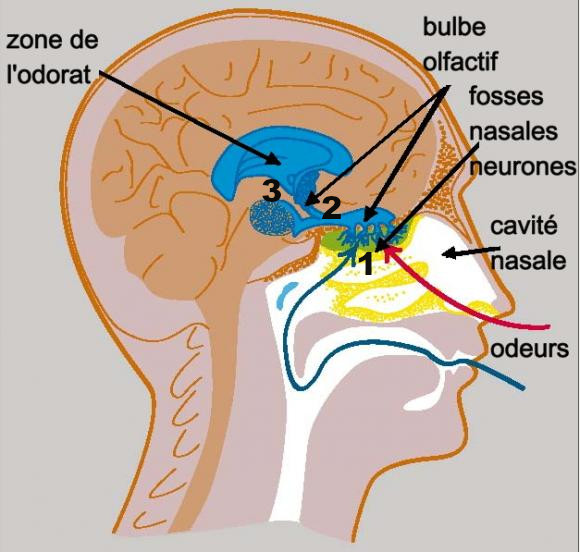 zone de
l'odorat
bulbe
olfactif
fosses
nasales
neurones
3
2
1
cavité
nasale
odeurs